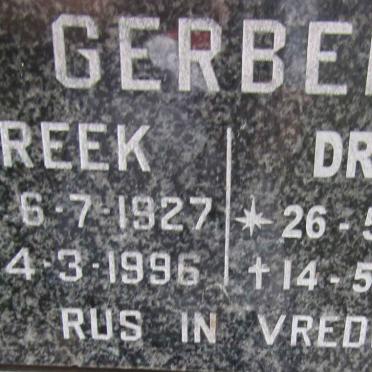 GERBE
REEK DR
6-7-1927 * 26-5
4-3-1996 † 14-5
RUS IN VRED